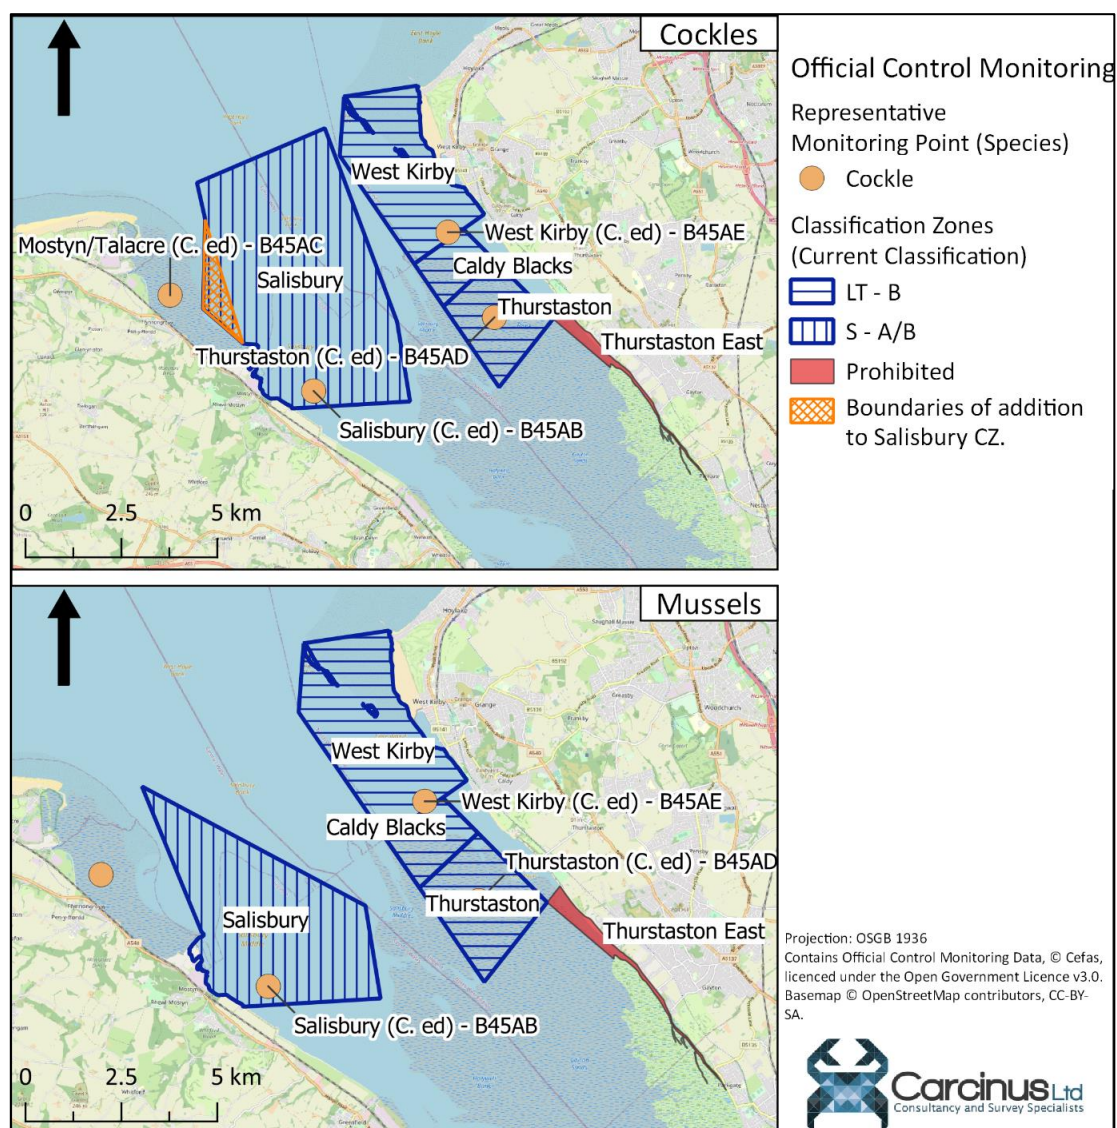 Cockles
West Kirby
Mostyn/Talacre (C. ed) - B45AC
West Kirby (C. ed) - B45AE
Caldy Blacks
Salisbury
Thurstaston
Thurstaston East
Thurstaston (C. ed) - B45AD
Salisbury (C. ed) - B45AB
0 2.5 5 km
Official Control Monitoring
Representative
Monitoring Point (Species)
Cockle
Classification Zones
(Current Classification)
LT - B
S - A/B
Prohibited
Boundaries of addition
to Salisbury CZ.
Mussels
West Kirby
West Kirby (C. ed) - B45AE
Caldy Blacks
Thurstaston (C. ed) - B45AD
Thurstaston
Salisbury
Thurstaston East
Salisbury (C. ed) - B45AB
0 2.5 5 km
Projection: OSGB 1936
Contains Official Control Monitoring Data, © Cefas,
licenced under the Open Government Licence v3.0.
Basemap © OpenStreetMap contributors, CC-BY-
SA.
Carcinus Ltd
Consultancy and Survey Specialists